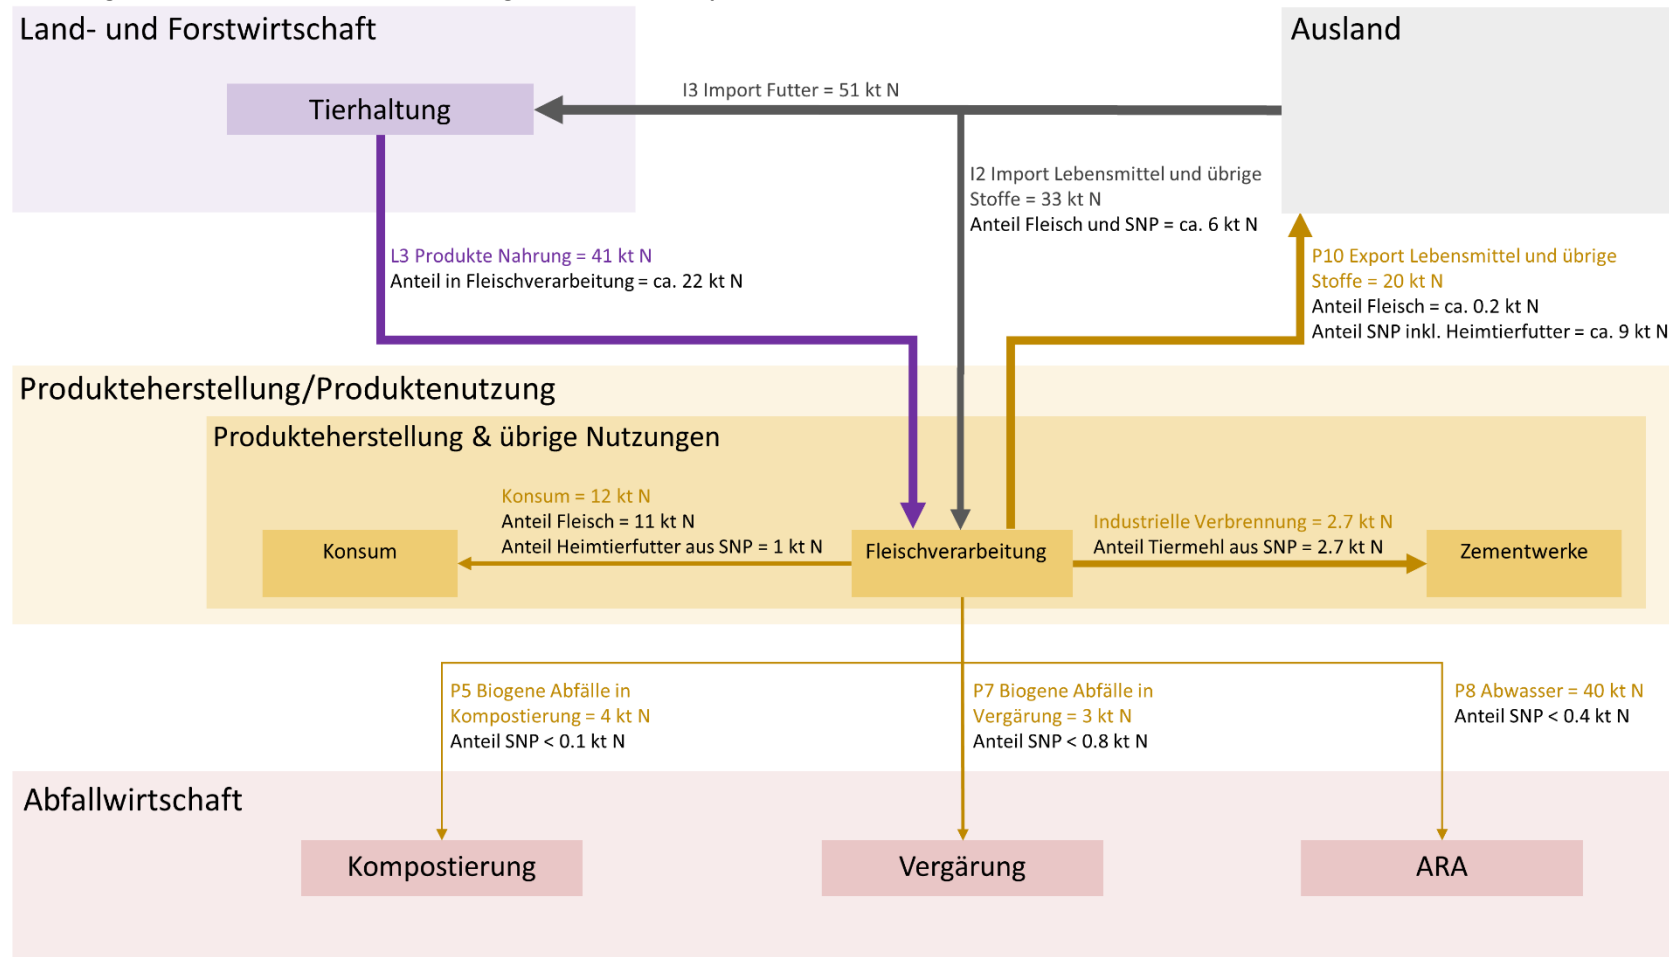 Land- und Forstwirtschaft
Ausland
Tierhaltung
I3 Import Futter = 51 kt N
I2 Import Lebensmittel und übrige
Stoffe = 33 kt N
Anteil Fleisch und SNP = ca. 6 kt N
L3 Produkte Nahrung = 41 kt N
Anteil in Fleischverarbeitung = ca. 22 kt N
P10 Export Lebensmittel und übrige
Stoffe = 20 kt N
Anteil Fleisch = ca. 0.2 kt N
Anteil SNP inkl. Heimtierfutter = ca. 9 kt N
Produkteherstellung/Produktenutzung
Produkteherstellung & übrige Nutzungen
Konsum = 12 kt N
Anteil Fleisch = 11 kt N
Anteil Heimtierfutter aus SNP = 1 kt N
Konsum
Fleischverarbeitung
Industrielle Verbrennung = 2.7 kt N
Anteil Tiermehl aus SNP = 2.7 kt N
Zementwerke
P5 Biogene Abfälle in
Kompostierung = 4 kt N
Anteil SNP < 0.1 kt N
P7 Biogene Abfälle in
Vergärung = 3 kt N
Anteil SNP < 0.8 kt N
P8 Abwasser = 40 kt N
Anteil SNP < 0.4 kt N
Abfallwirtschaft
Kompostierung
Vergärung
ARA